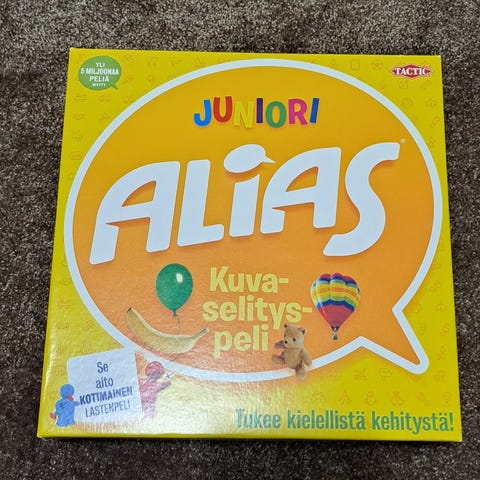 YLI
5 MILJOONAA
PELIÄ
MYYTY
TACTIC
JUNIORI
ALIAS
Kuva-
selitys-
peli
Se
aito
KOTIMAINEN
LASTENPELI
Tukee kielellistä kehitystä!